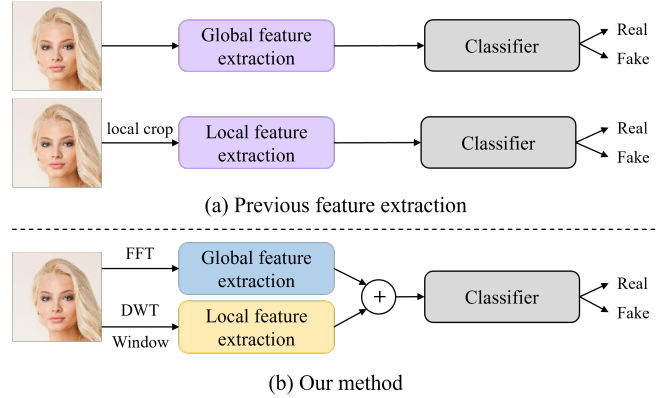 Global feature
extraction
Classifier
Real
Fake
local crop
Local feature
extraction
Classifier
Real
Fake
(a) Previous feature extraction
FFT
Global feature
extraction
DWT
Window
Local feature
extraction
+
Classifier
Real
Fake
(b) Our method